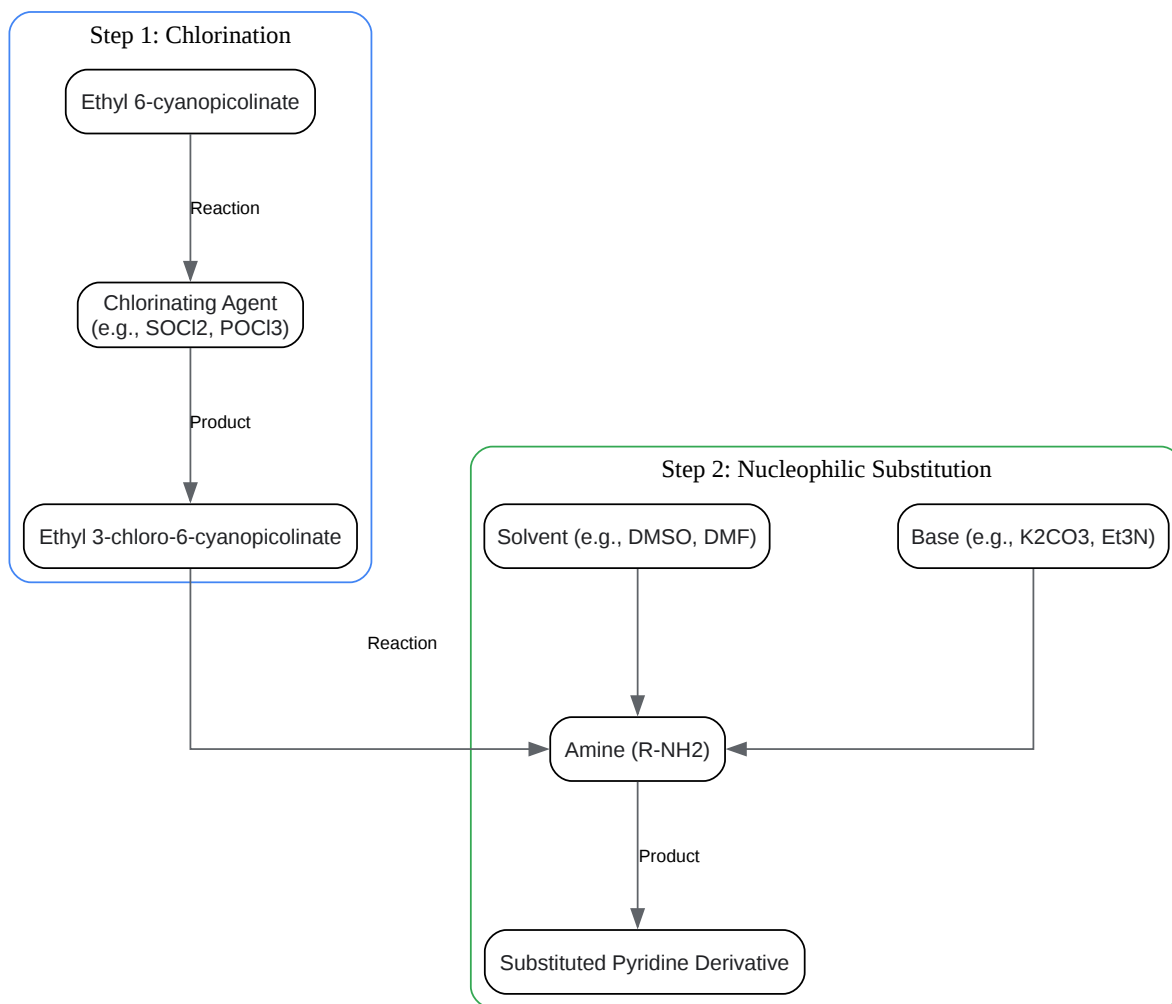 Step 1: Chlorination
Ethyl 6-cyanopicolinate
Reaction
Chlorinating Agent
(e.g., SOCl2, POCl3)
Product
Ethyl 3-chloro-6-cyanopicolinate
Reaction
Step 2: Nucleophilic Substitution
Solvent (e.g., DMSO, DMF)
Base (e.g., K2CO3, Et3N)
Amine (R-NH2)
Product
Substituted Pyridine Derivative